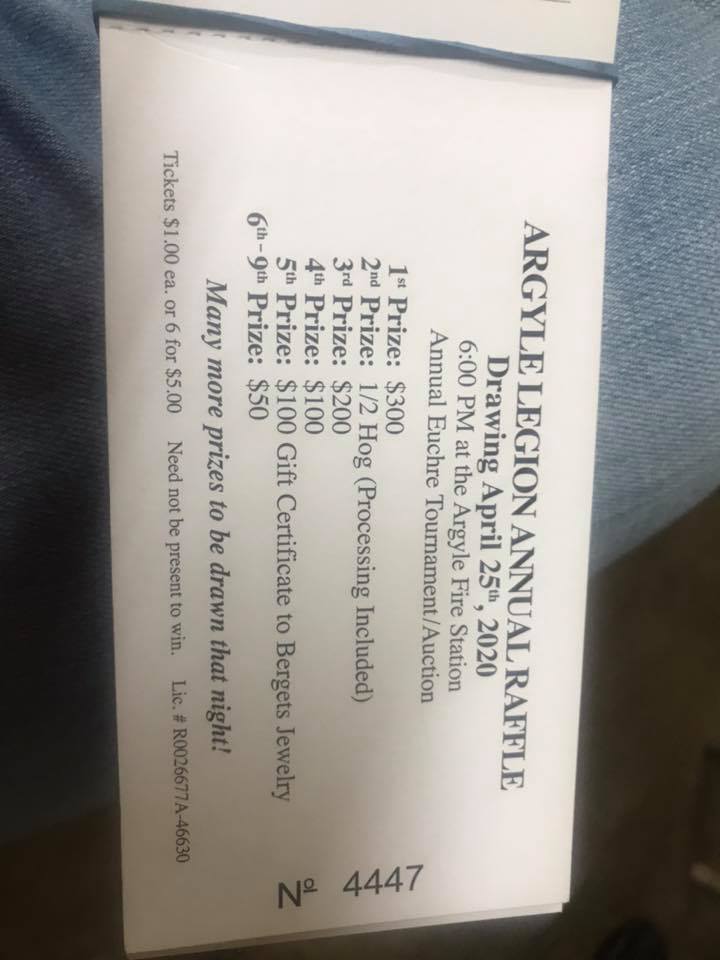 ARGYLE LEGION ANNUAL RAFFLE
Drawing April 25th, 2020
6:00 PM at the Argyle Fire Station
Annual Euchre Tournament/Auction
1st Prize: $300
2nd Prize: 1/2 Hog (Processing Included)
3rd Prize: $200
4th Prize: $100
5th Prize: $100 Gift Certificate to Bergets Jewelry
6th - 9th Prize: $50
Many more prizes to be drawn that night!
Tickets $1.00 ea. or 6 for $5.00 Need not be present to win. Lic. # R0026677A-46630
No 4447